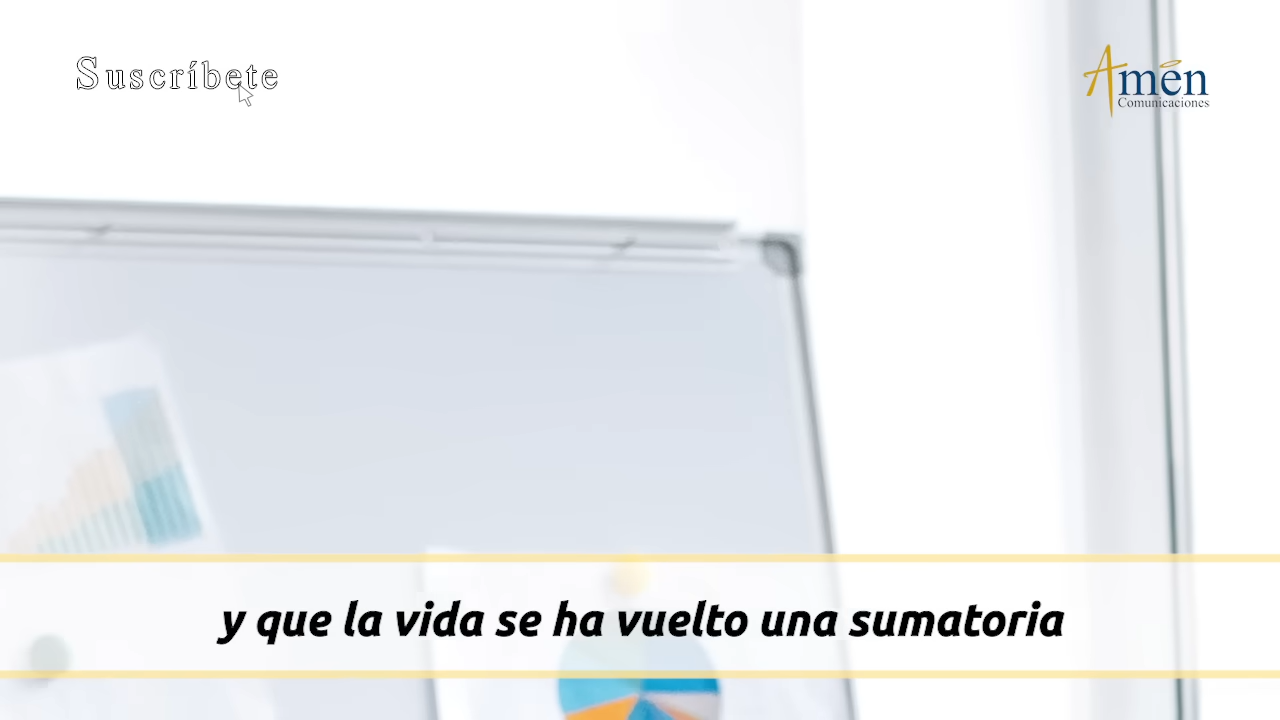 Suscríbete
Amén
Comunicaciones
y que la vida se ha vuelto una sumatoria